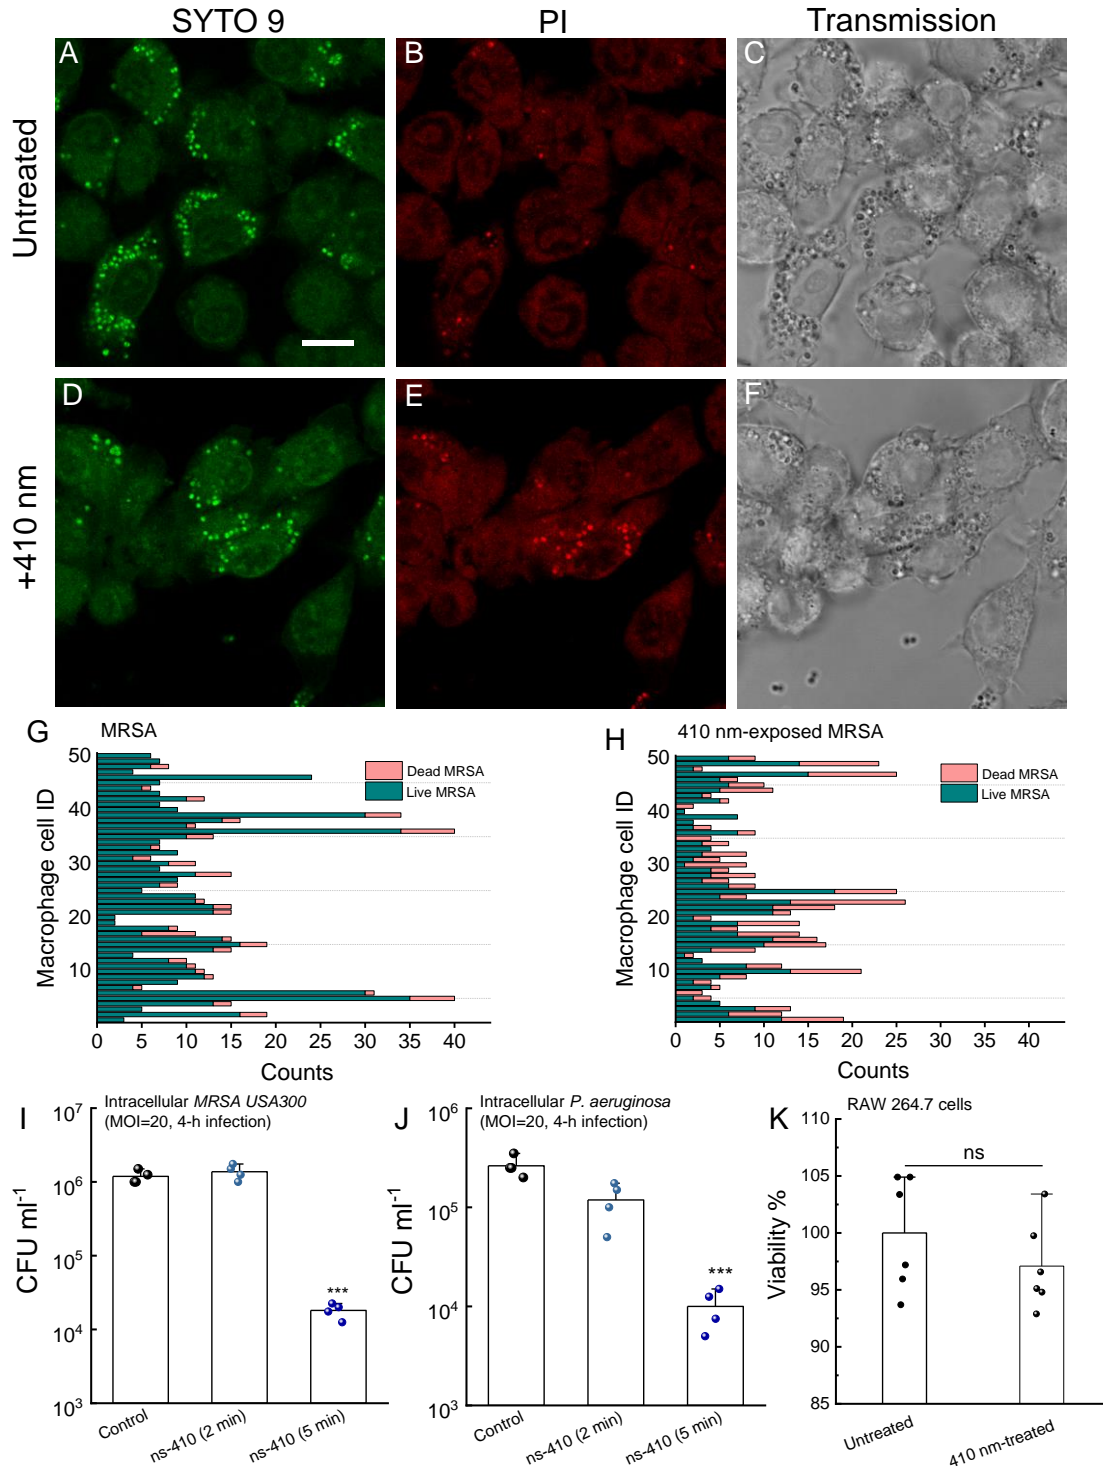 SYTO 9 PI Transmission
Untreated
A B C
+410 nm
D E F
G MRSA
Macrophage cell ID
50
40
30
20
10
Dead MRSA
Live MRSA
0 5 10 15 20 25 30 35 40
Counts
H 410 nm-exposed MRSA
Macrophage cell ID
50
40
30
20
10
Dead MRSA
Live MRSA
0 5 10 15 20 25 30 35 40
Counts
I Intracellular MRSA USA300
(MOI=20, 4-h infection)
CFU ml⁻¹
10⁷
10⁶
10⁵
10⁴
10³
***
Control ns-410 (2 min) ns-410 (5 min)
J Intracellular P. aeruginosa
(MOI=20, 4-h infection)
CFU ml⁻¹
10⁶
10⁵
10⁴
10³
***
Control ns-410 (2 min) ns-410 (5 min)
K RAW 264.7 cells
Viability %
110
105
100
95
90
85
ns
Untreated 410 nm-treated